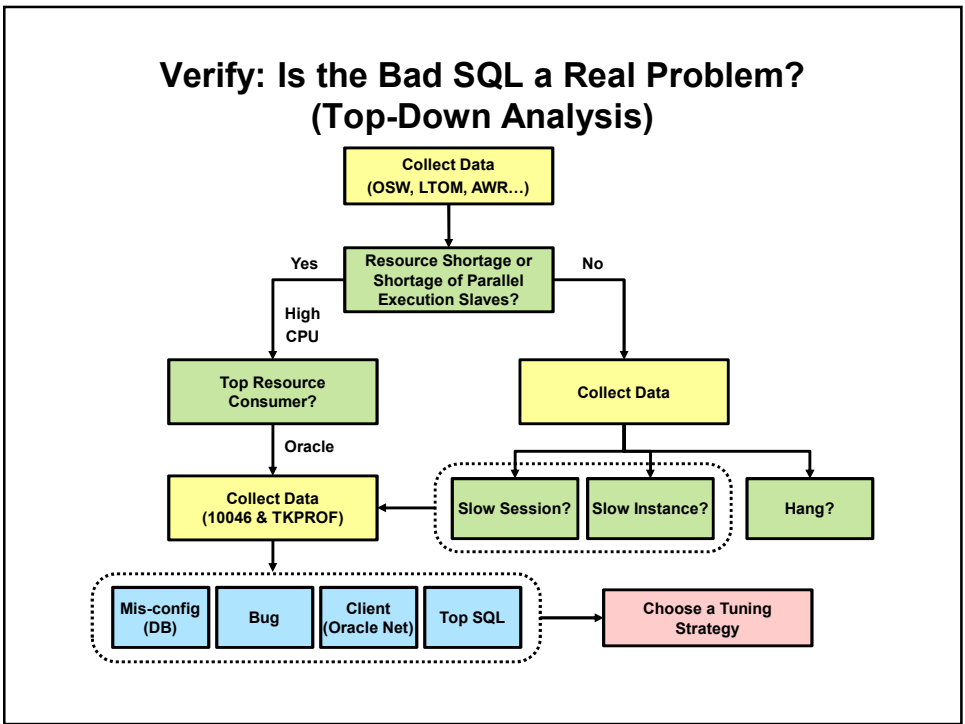 Verify: Is the Bad SQL a Real Problem?
(Top-Down Analysis)
Collect Data
(OSW, LTOM, AWR…)
Yes
Resource Shortage or
Shortage of Parallel
Execution Slaves?
No
High
CPU
Top Resource
Consumer?
Collect Data
Oracle
Collect Data
(10046 & TKPROF)
Slow Session?
Slow Instance?
Hang?
Mis-config
(DB)
Bug
Client
(Oracle Net)
Top SQL
Choose a Tuning
Strategy